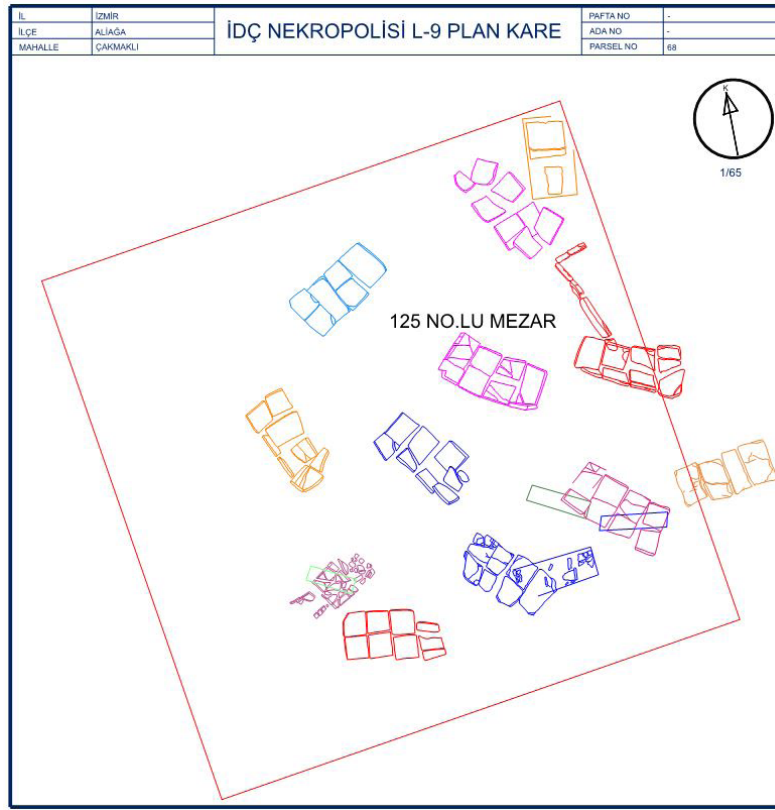 İL İZMİR
İLÇE ALİAĞA
MAHALLE ÇAKMAKLI
İDÇ NEKROPOLİSİ L-9 PLAN KARE
PAFTA NO -
ADA NO -
PARSEL NO 68
K
1/65
125 NO.LU MEZAR